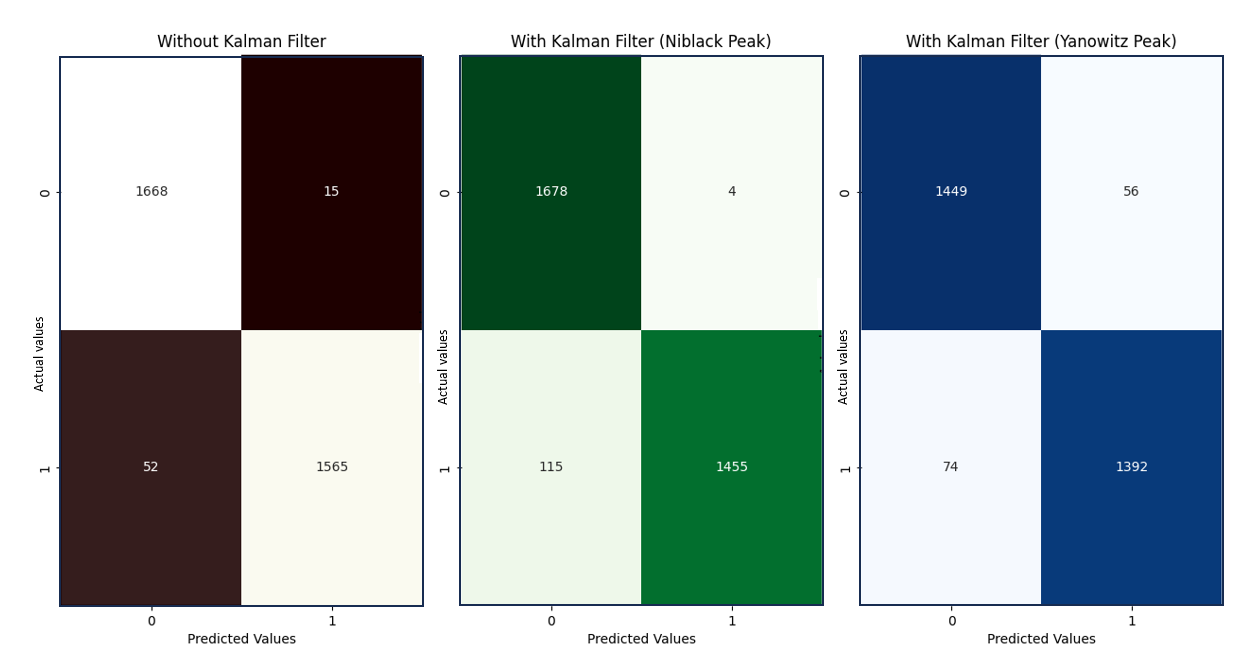 Without Kalman Filter
With Kalman Filter (Niblack Peak)
With Kalman Filter (Yanowitz Peak)
0
1668
15
0
1678
4
0
1449
56
Actual values
Actual values
Actual values
1
52
1565
1
115
1455
1
74
1392
0
1
0
1
0
1
Predicted Values
Predicted Values
Predicted Values